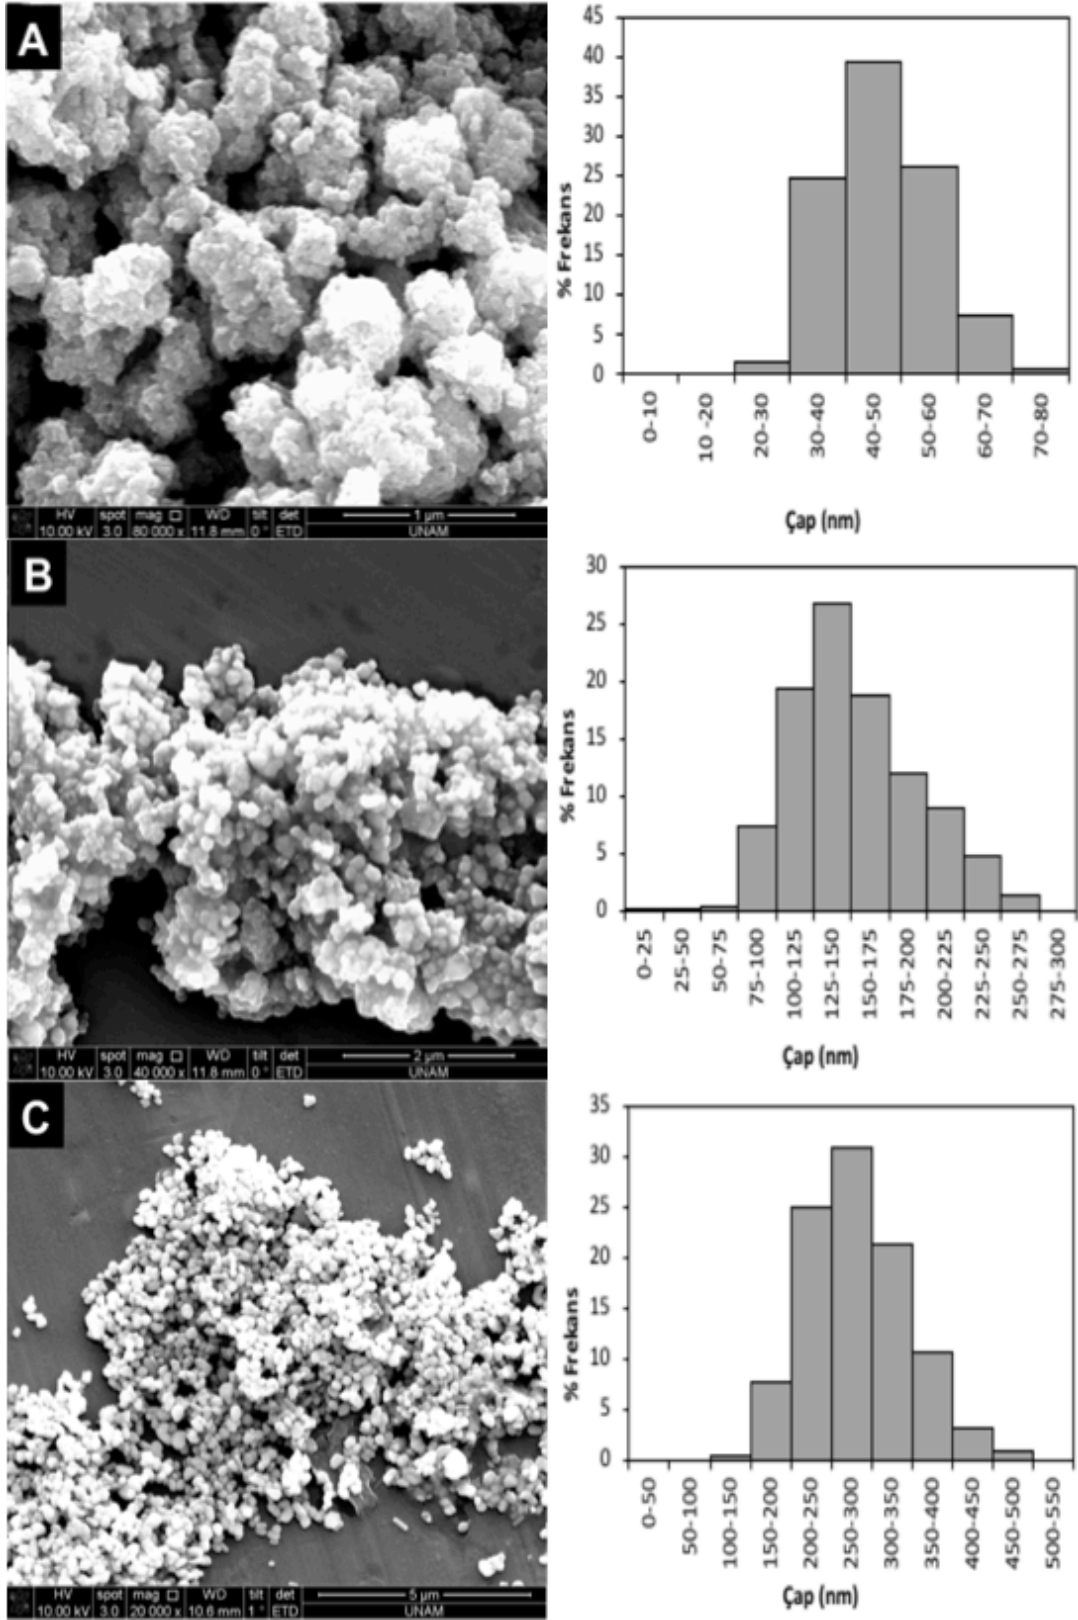 A
HV spot mag □ WD tilt det 1 µm
10.00 kV 3.0 80 000 x 11.8 mm 0 ° ETD UNAM
% Frekans
45
40
35
30
25
20
15
10
5
0
0-10 10 -20 20-30 30-40 40-50 50-60 60-70 70-80
Çap (nm)
B
HV spot mag □ WD tilt det 2 µm
10.00 kV 3.0 40 000 x 11.8 mm 0 ° ETD UNAM
% Frekans
30
25
20
15
10
5
0
0-25 25-50 50-75 75-100 100-125 125-150 150-175 175-200 200-225 225-250 250-275 275-300
Çap (nm)
C
HV spot mag □ WD tilt det 5 µm
10.00 kV 3.0 20 000 x 10.6 mm 1 ° ETD UNAM
% Frekans
35
30
25
20
15
10
5
0
0-50 50-100 100-150 150-200 200-250 250-300 300-350 350-400 400-450 450-500 500-550
Çap (nm)